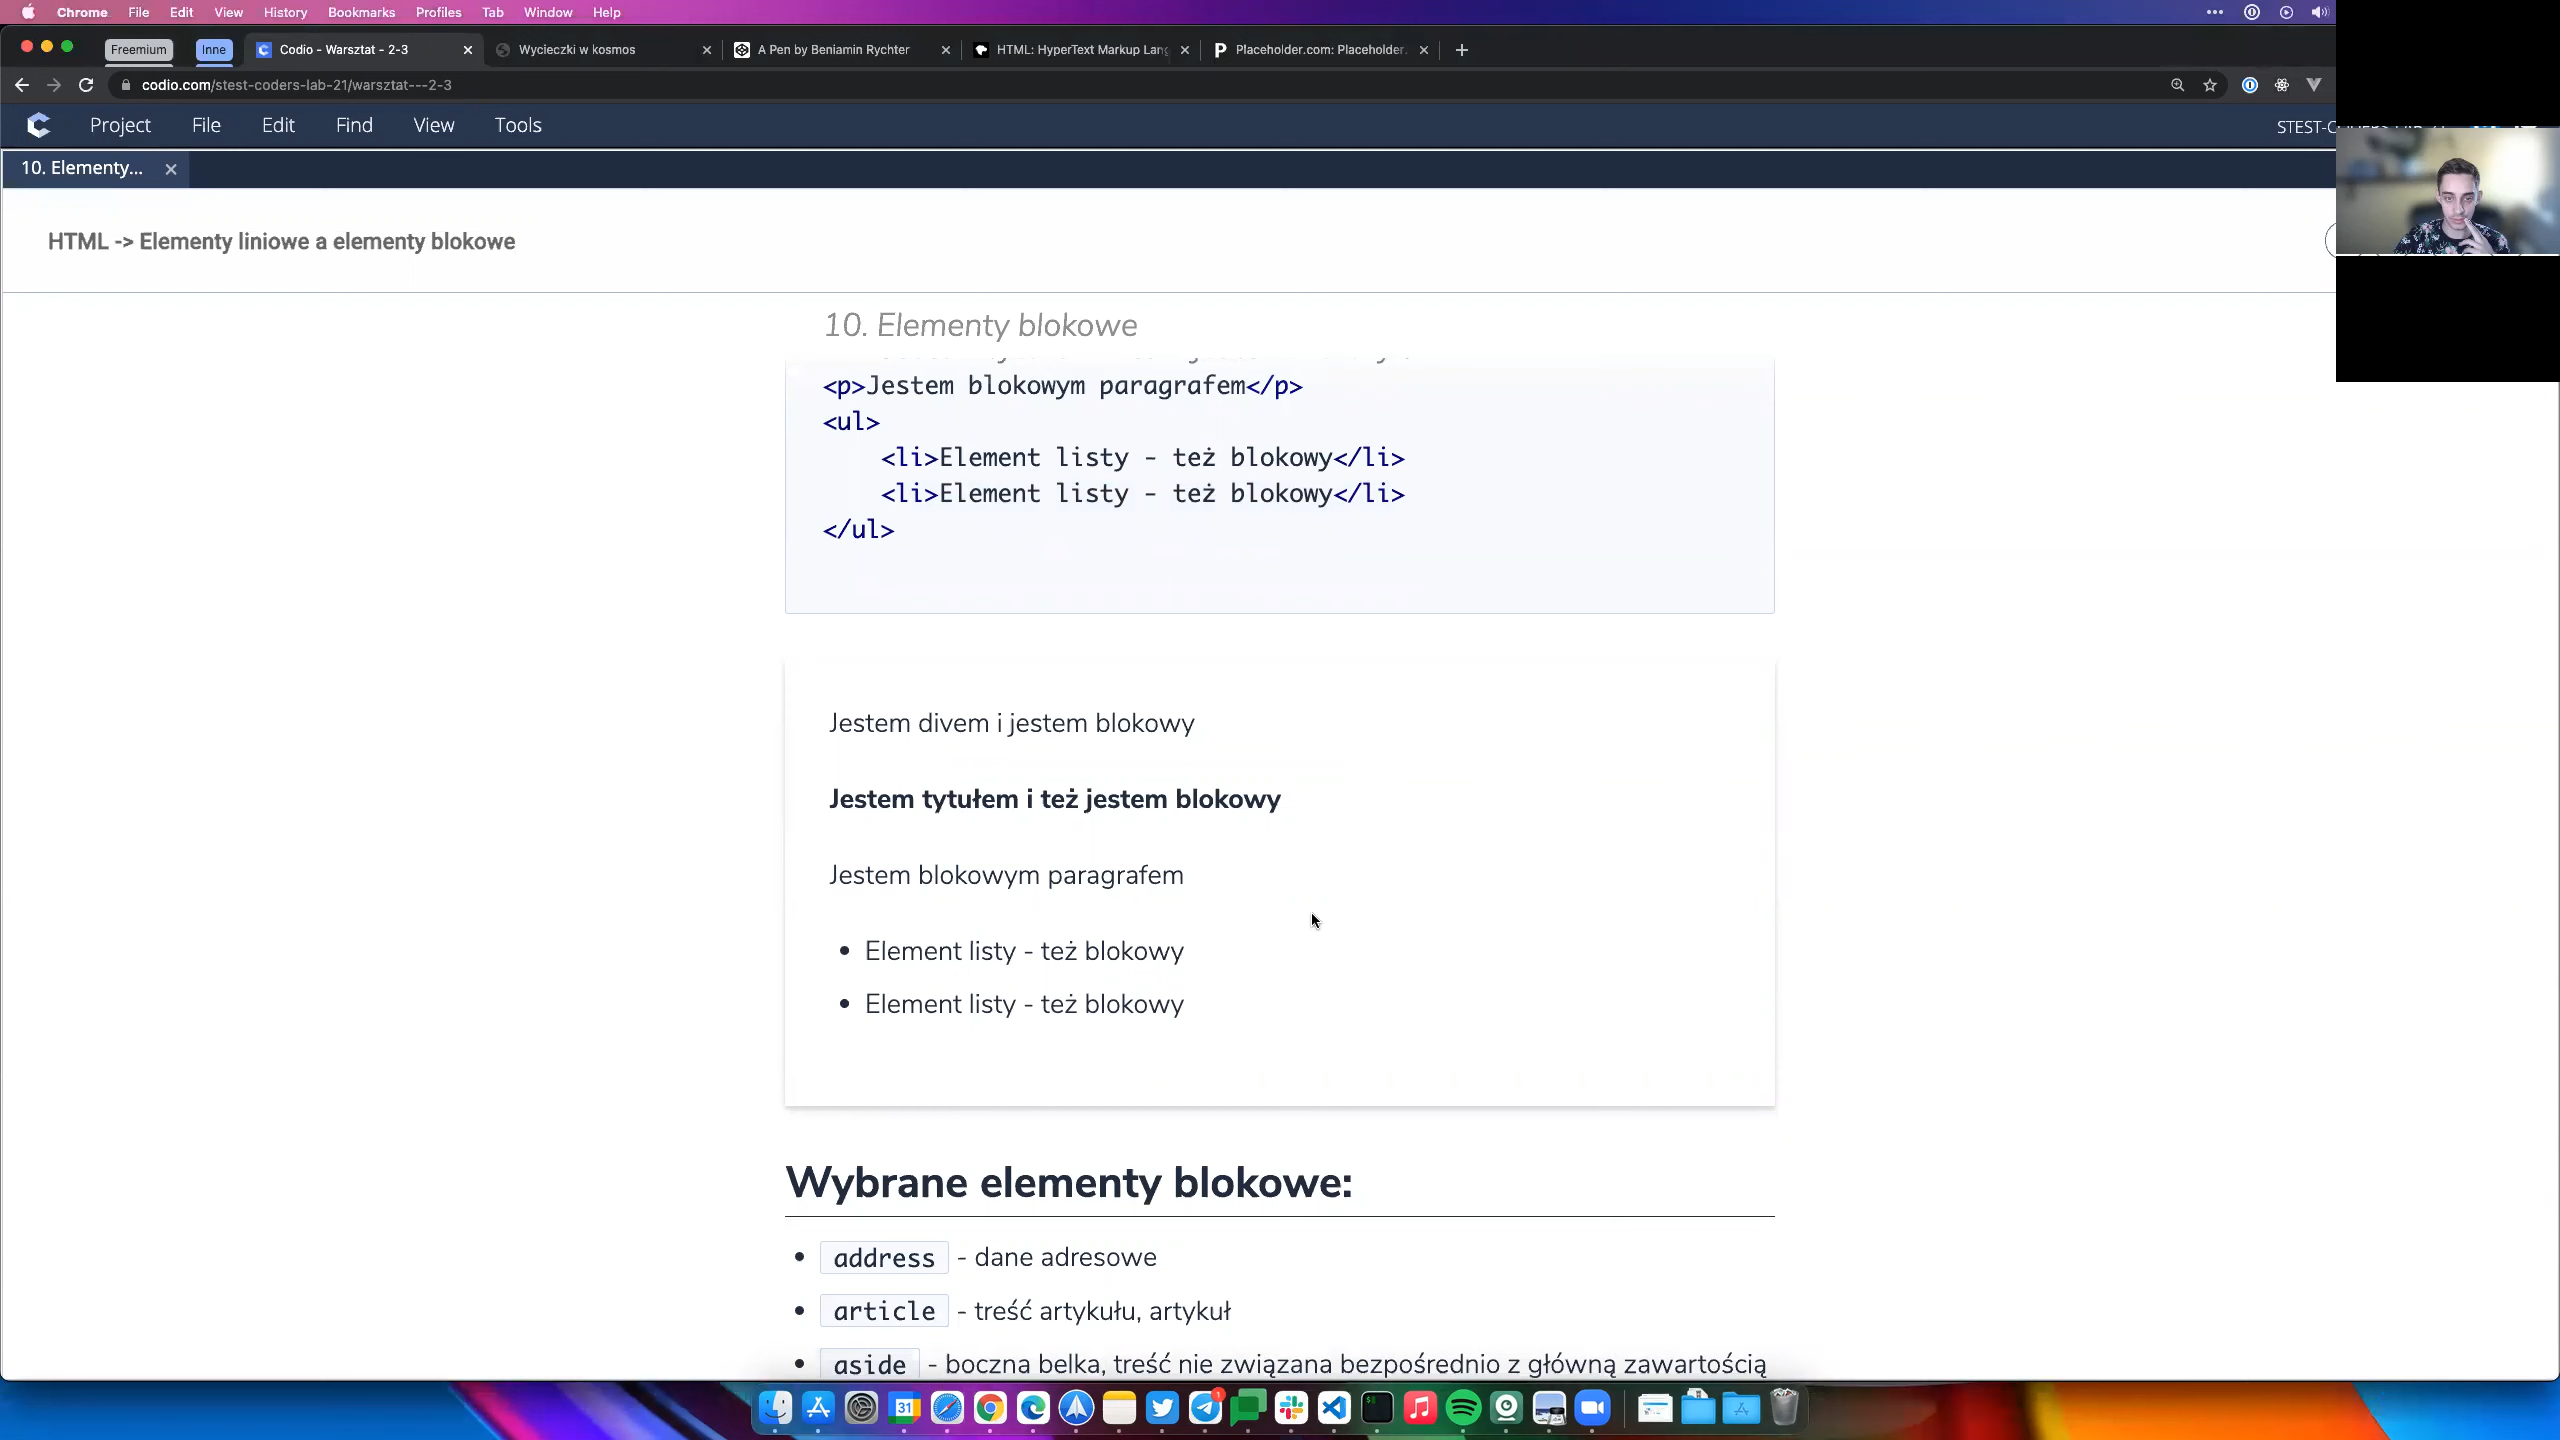 Chrome File Edit View History Bookmarks Profiles Tab Window Help
Freemium Inne Codio - Warsztat - 2-3 Wycieczki w kosmos A Pen by Beniamin Rychter HTML: HyperText Markup Lang Placeholder.com: Placeholder.
codio.com/stest-coders-lab-21/warsztat---2-3
Project File Edit Find View Tools
10. Elementy...
HTML -> Elementy liniowe a elementy blokowe
10. Elementy blokowe
<p>Jestem blokowym paragrafem</p>
<ul>
<li>Element listy - też blokowy</li>
<li>Element listy - też blokowy</li>
</ul>
Jestem divem i jestem blokowy
Jestem tytułem i też jestem blokowy
Jestem blokowym paragrafem
• Element listy - też blokowy
• Element listy - też blokowy
Wybrane elementy blokowe:
• address - dane adresowe
• article - treść artykułu, artykuł
• aside - boczna belka, treść nie związana bezpośrednio z główną zawartością
31
1